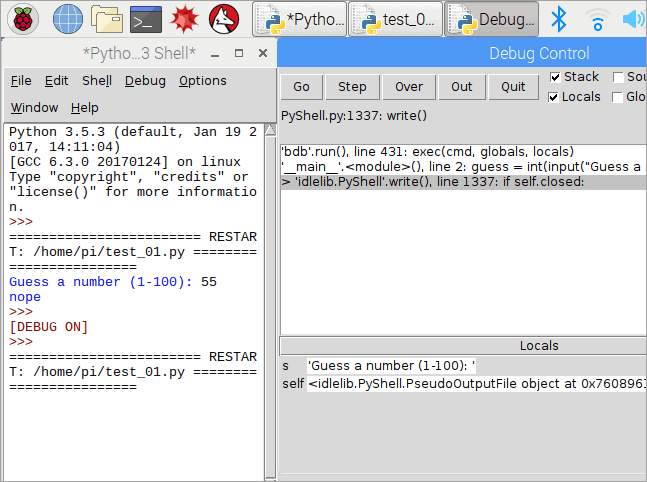 *Pytho...
test_0...
Debug...
*Pytho...3 Shell*
File Edit Shell Debug Options
Window Help
Python 3.5.3 (default, Jan 19 2
017, 14:11:04)
[GCC 6.3.0 20170124] on linux
Type "copyright", "credits" or
"license()" for more informatio
n.
>>>
======================== RESTAR
T: /home/pi/test_01.py ========
================
Guess a number (1-100): 55
nope
>>>
[DEBUG ON]
>>>
======================== RESTAR
T: /home/pi/test_01.py ========
================
Debug Control
Go Step Over Out Quit
Stack Sou
Locals Glo
PyShell.py:1337: write()
'bdb'.run(), line 431: exec(cmd, globals, locals)
'__main__'.<module>(), line 2: guess = int(input("Guess a
> 'idlelib.PyShell'.write(), line 1337: if self.closed:
Locals
s 'Guess a number (1-100): '
self <idlelib.PyShell.PseudoOutputFile object at 0x7608961